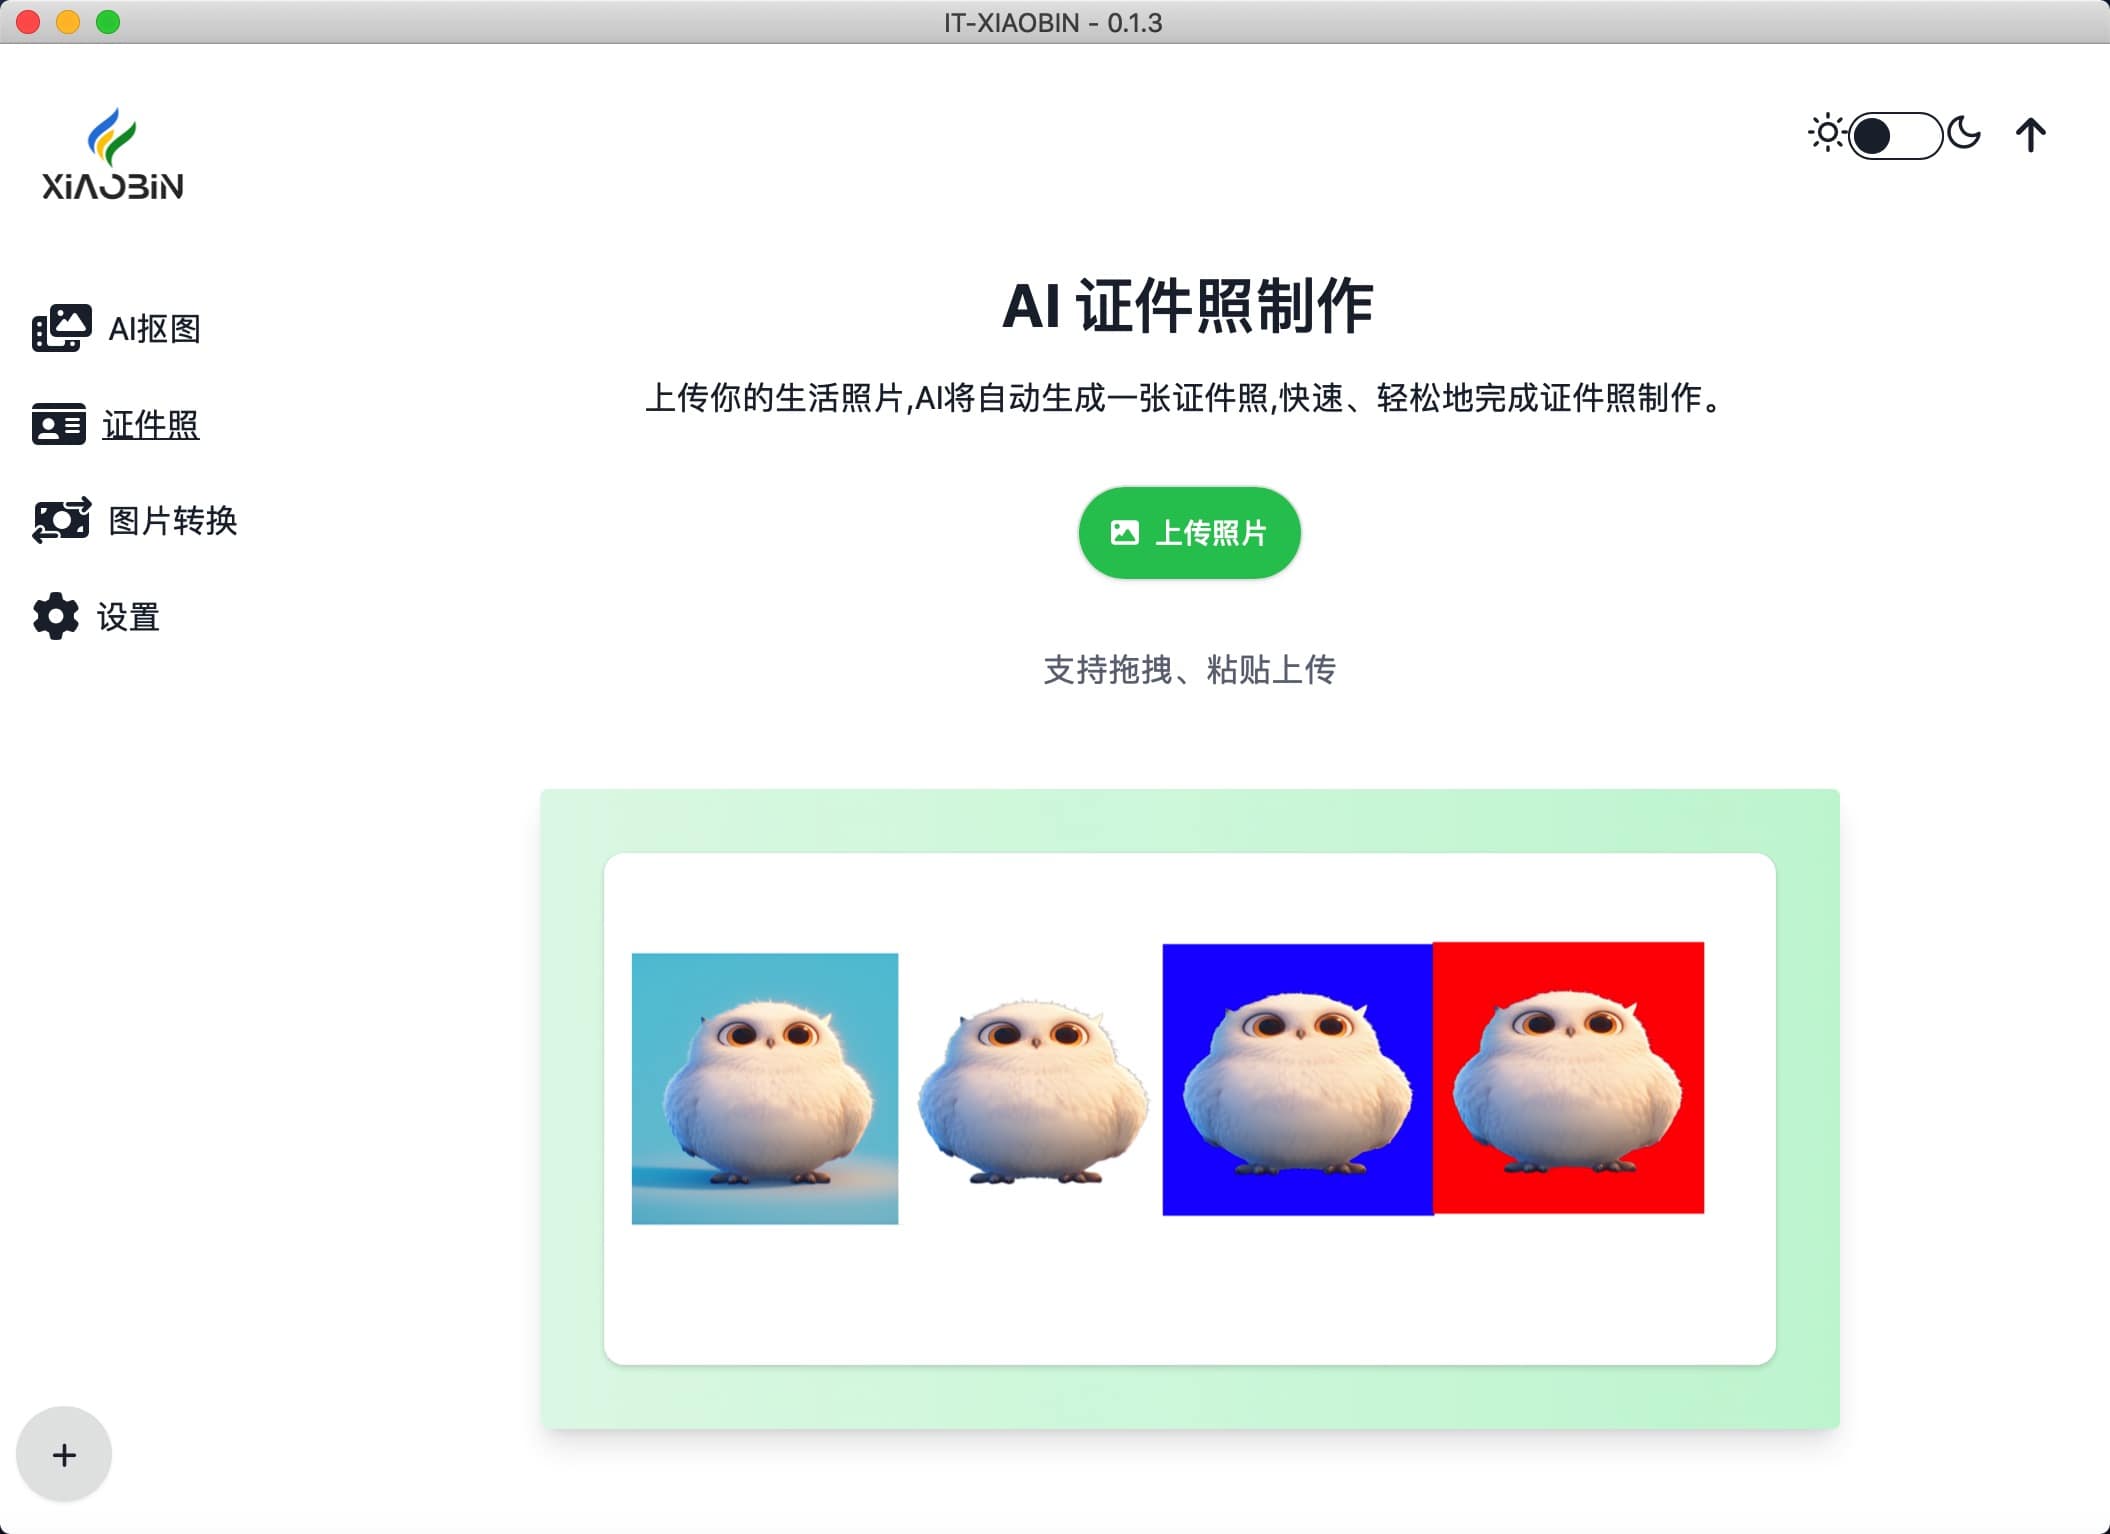 IT-XIAOBIN - 0.1.3
XiAOBiN
AI抠图
证件照
图片转换
设置
AI 证件照制作
上传你的生活照片,AI将自动生成一张证件照,快速、轻松地完成证件照制作。
上传照片
支持拖拽、粘贴上传
+